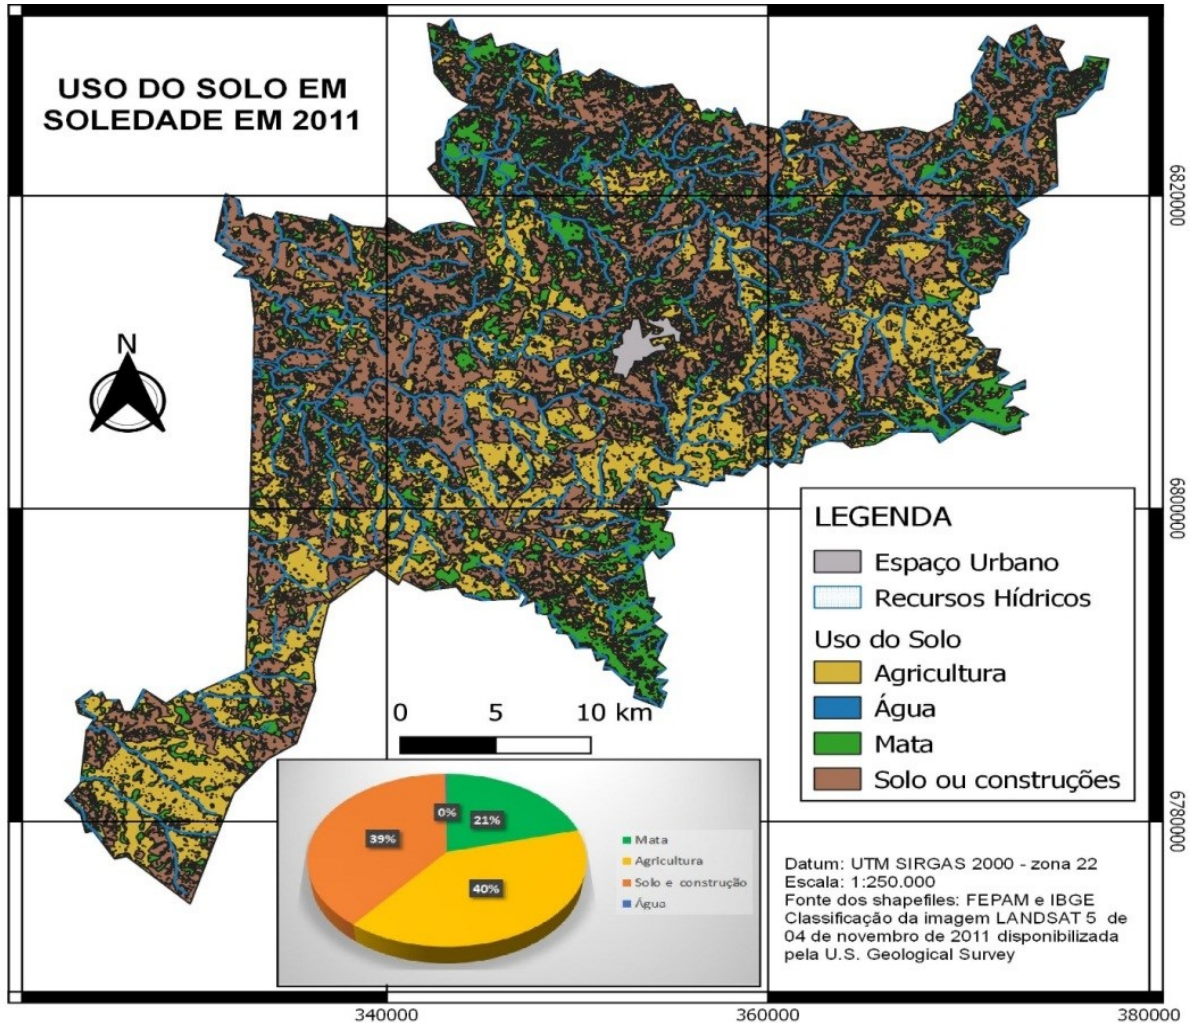 USO DO SOLO EM
SOLEDADE EM 2011
N
6820000
6800000
6780000
LEGENDA
Espaço Urbano
Recursos Hídricos
Uso do Solo
Agricultura
Água
Mata
Solo ou construções
0 5 10 km
0%
21%
39%
40%
Mata
Agricultura
Solo e construção
Água
Datum: UTM SIRGAS 2000 - zona 22
Escala: 1:250.000
Fonte dos shapefiles: FEPAM e IBGE
Classificação da imagem LANDSAT 5 de
04 de novembro de 2011 disponibilizada
pela U.S. Geological Survey
340000 360000 380000